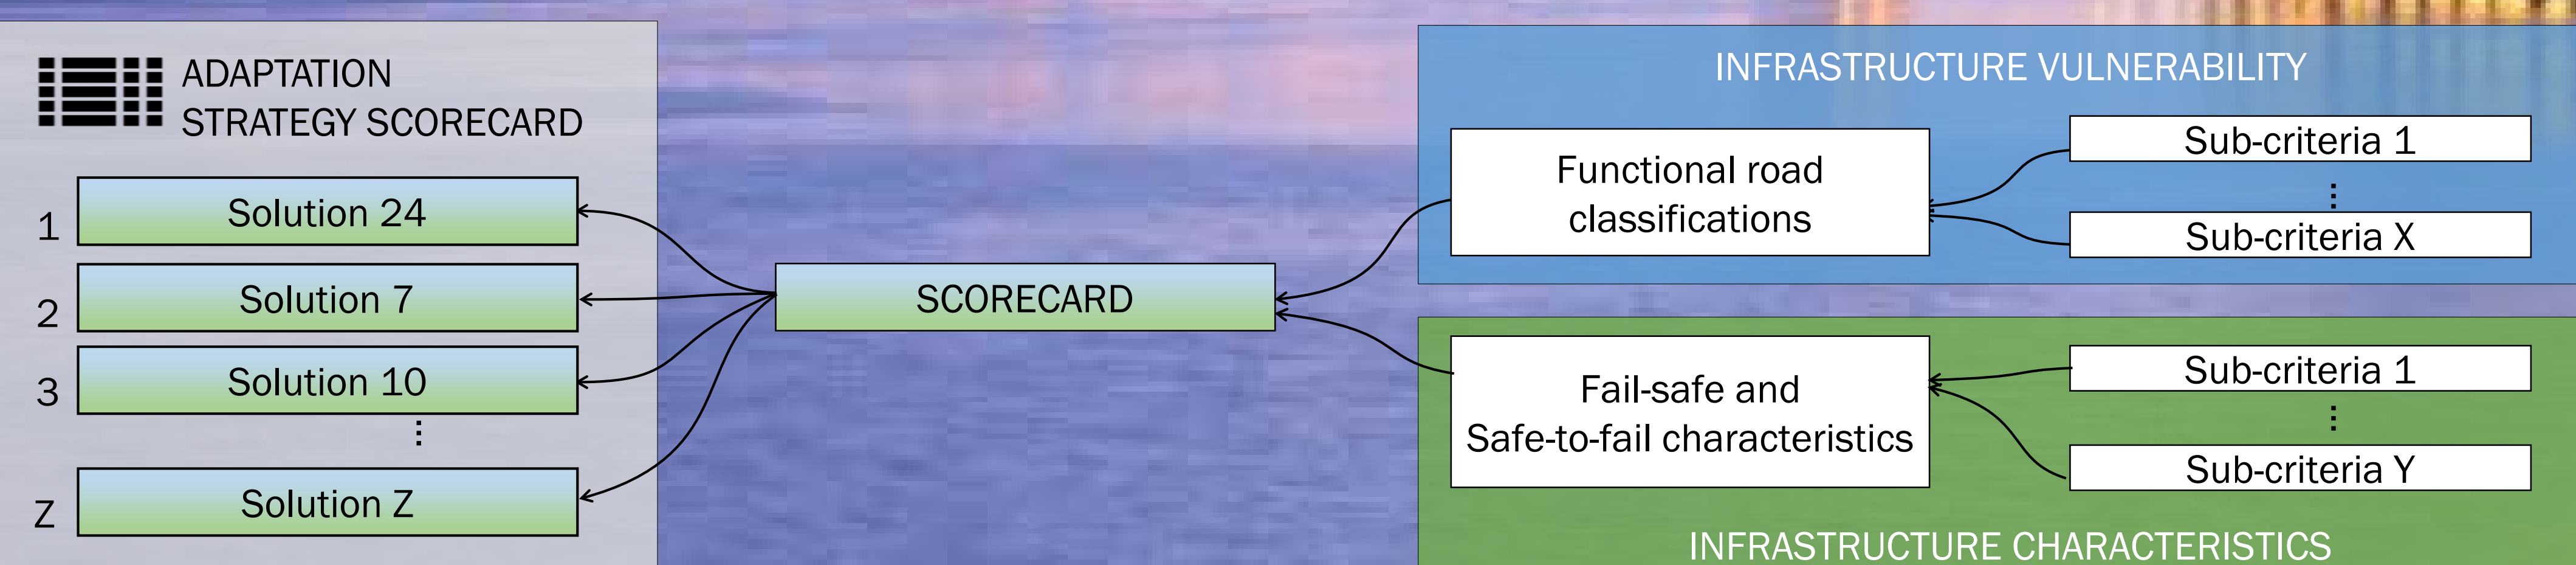 ADAPTATION
STRATEGY SCORECARD
1
Solution 24
2
Solution 7
3
Solution 10
⋮
Z
Solution Z
SCORECARD
INFRASTRUCTURE VULNERABILITY
Functional road
classifications
Sub-criteria 1
⋮
Sub-criteria X
Fail-safe and
Safe-to-fail characteristics
Sub-criteria 1
⋮
Sub-criteria Y
INFRASTRUCTURE CHARACTERISTICS